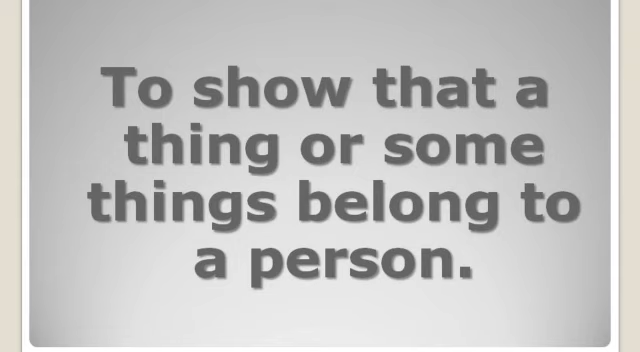 To show that a
thing or some
things belong to
a person.